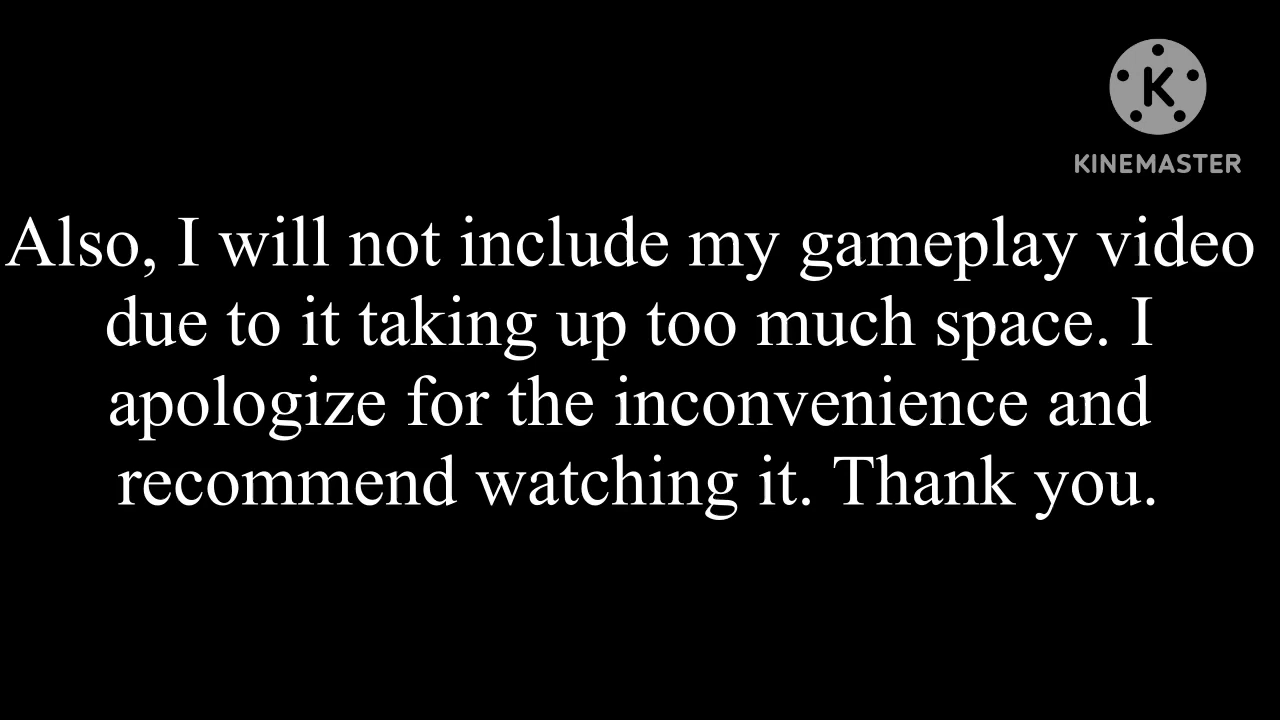 K
KINEMASTER
Also, I will not include my gameplay video
due to it taking up too much space. I
apologize for the inconvenience and
recommend watching it. Thank you.